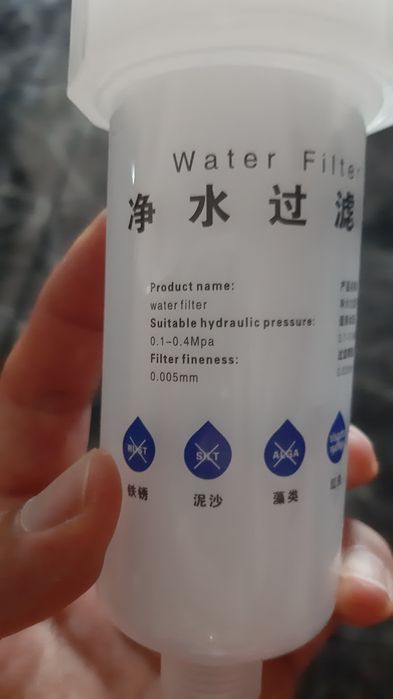 Water Filter
净水过滤
Product name:
water filter
Suitable hydraulic pressure:
0.1-0.4Mpa
Filter fineness:
0.005mm
RUST
SILT
ALGA
铁锈
泥沙
藻类